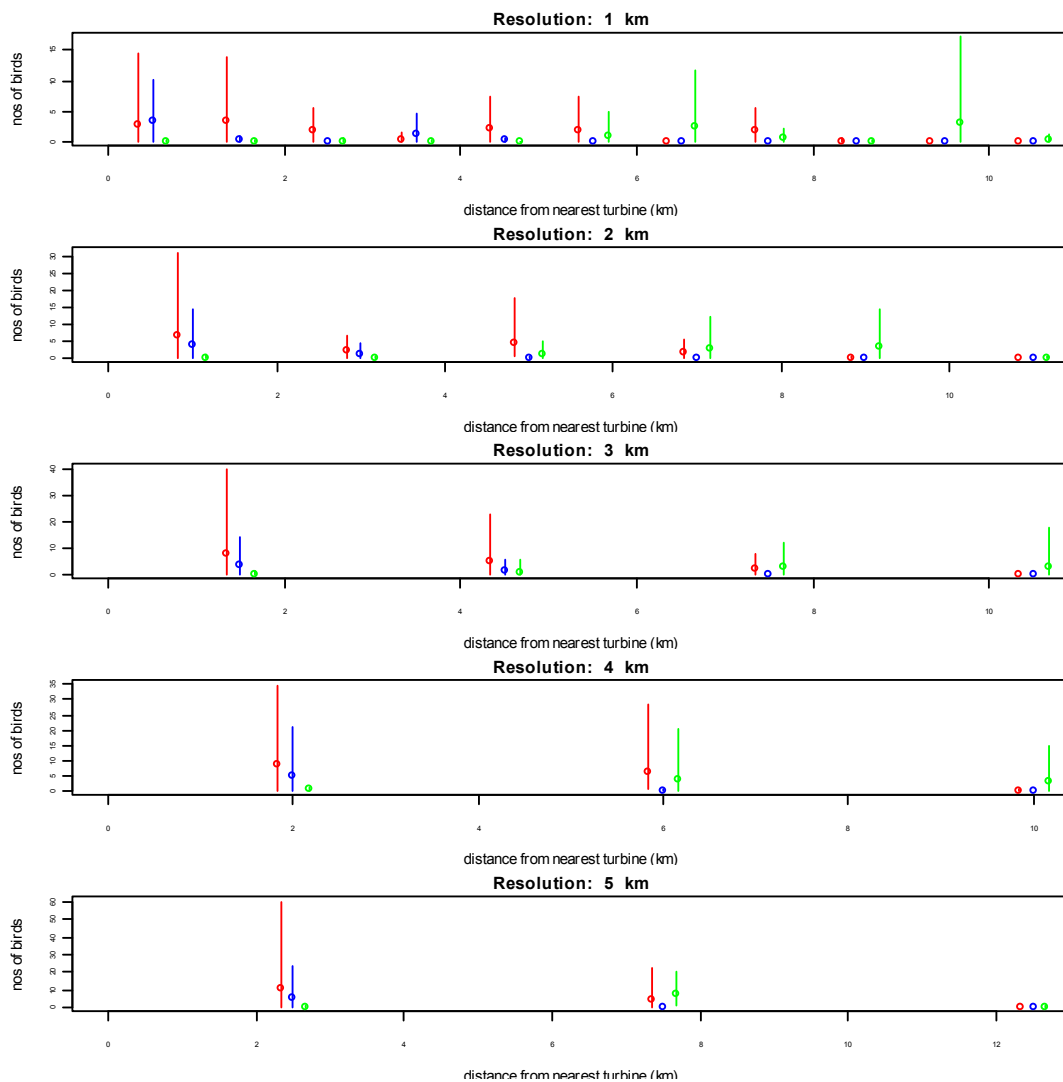 Resolution: 1 km
nos of birds
0 5 10 15
0 2 4 6 8 10
distance from nearest turbine (km)
Resolution: 2 km
nos of birds
0 5 10 15 20 25 30
0 2 4 6 8 10
distance from nearest turbine (km)
Resolution: 3 km
nos of birds
0 10 20 30 40
0 2 4 6 8 10
distance from nearest turbine (km)
Resolution: 4 km
nos of birds
0 5 10 15 20 25 30 35
0 2 4 6 8 10
distance from nearest turbine (km)
Resolution: 5 km
nos of birds
0 10 20 30 40 50 60
0 2 4 6 8 10 12
distance from nearest turbine (km)